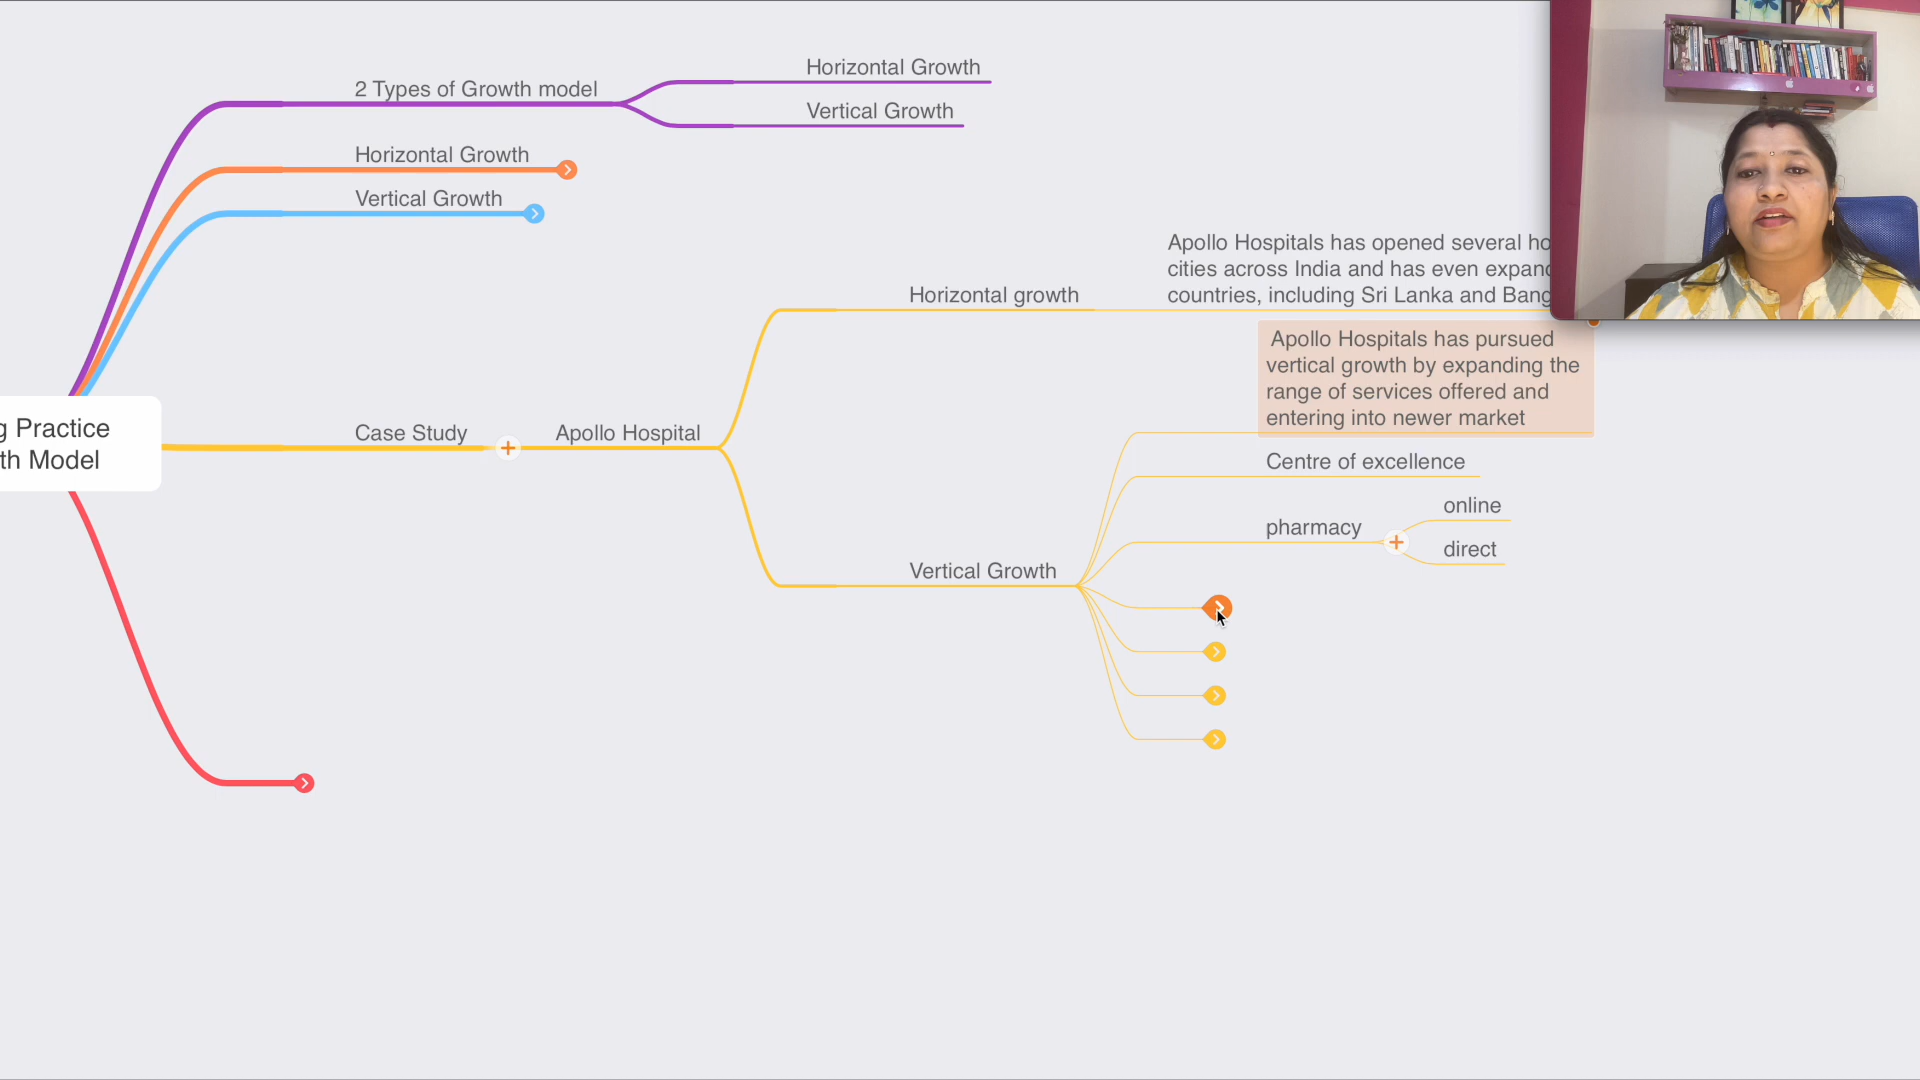 2 Types of Growth model
Horizontal Growth
Vertical Growth
Horizontal Growth
Vertical Growth
g Practice
th Model
Case Study
Apollo Hospital
Horizontal growth
Apollo Hospitals has opened several ho
cities across India and has even expan
countries, including Sri Lanka and Bang
Vertical Growth
Apollo Hospitals has pursued
vertical growth by expanding the
range of services offered and
entering into newer market
Centre of excellence
pharmacy
online
direct